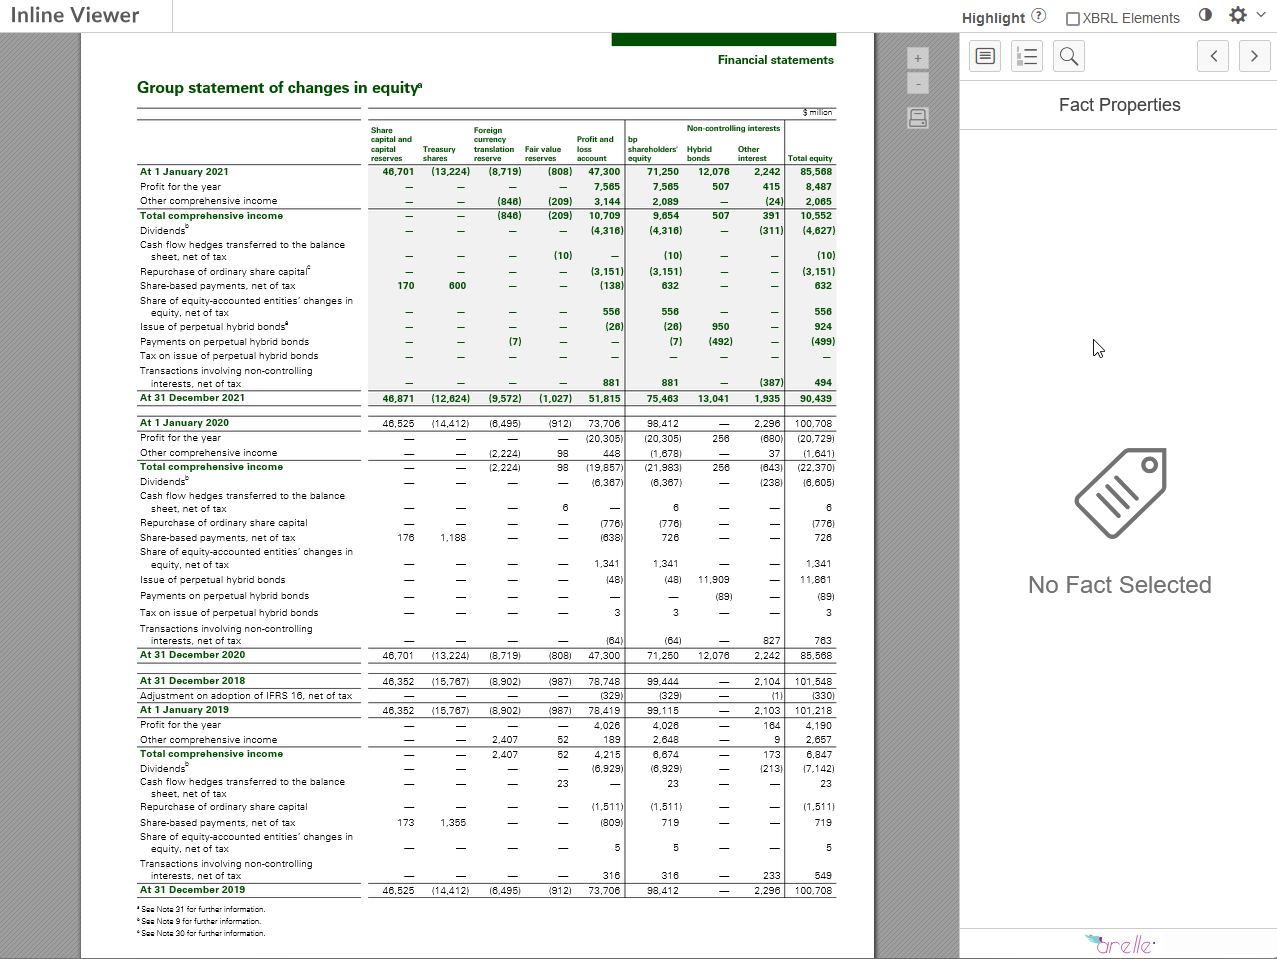 Inline Viewer
Highlight ? XBRL Elements
Financial statements
Fact Properties
Group statement of changes in equityᵃ
$ million
Share capital and capital reserves Treasury shares Foreign currency translation reserve Fair value reserves Profit and loss account bp shareholders' equity Non-controlling interests Hybrid bonds Other interest Total equity
At 1 January 2021 46,701 (13,224) (8,719) (808) 47,300 71,250 12,076 2,242 85,568
Profit for the year — — — — 7,565 7,565 507 415 8,487
Other comprehensive income — — (846) (209) 3,144 2,089 — (24) 2,065
Total comprehensive income — — (846) (209) 10,709 9,654 507 391 10,552
Dividendsᵇ — — — — (4,316) (4,316) — (311) (4,627)
Cash flow hedges transferred to the balance
sheet, net of tax — — — (10) — (10) — — (10)
Repurchase of ordinary share capitalᶜ — — — — (3,151) (3,151) — — (3,151)
Share-based payments, net of tax 170 600 — — (138) 632 — — 632
Share of equity-accounted entities' changes in
equity, net of tax — — — — 556 556 — — 556
Issue of perpetual hybrid bondsᵃ — — — — (26) (26) 950 — 924
Payments on perpetual hybrid bonds — — (7) — — (7) (492) — (499)
Tax on issue of perpetual hybrid bonds — — — — — — — — —
Transactions involving non-controlling
interests, net of tax — — — — 881 881 — (387) 494
At 31 December 2021 46,871 (12,624) (9,572) (1,027) 51,815 75,463 13,041 1,935 90,439
At 1 January 2020 46,525 (14,412) (6,495) (912) 73,706 98,412 — 2,296 100,708
Profit for the year — — — — (20,305) (20,305) 256 (680) (20,729)
Other comprehensive income — — (2,224) 98 448 (1,678) — 37 (1,641)
Total comprehensive income — — (2,224) 98 (19,857) (21,983) 256 (643) (22,370)
Dividendsᵇ — — — — (6,367) (6,367) — (238) (6,605)
Cash flow hedges transferred to the balance
sheet, net of tax — — — 6 — 6 — — 6
Repurchase of ordinary share capital — — — — (776) (776) — — (776)
Share-based payments, net of tax 176 1,188 — — (638) 726 — — 726
Share of equity-accounted entities' changes in
equity, net of tax — — — — 1,341 1,341 — — 1,341
Issue of perpetual hybrid bonds — — — — (48) (48) 11,909 — 11,861
Payments on perpetual hybrid bonds — — — — — — (89) — (89)
Tax on issue of perpetual hybrid bonds — — — — 3 3 — — 3
Transactions involving non-controlling
interests, net of tax — — — — (64) (64) — 827 763
At 31 December 2020 46,701 (13,224) (8,719) (808) 47,300 71,250 12,076 2,242 85,568
At 31 December 2018 46,352 (15,767) (8,902) (987) 78,748 99,444 — 2,104 101,548
Adjustment on adoption of IFRS 16, net of tax — — — — (329) (329) — (1) (330)
At 1 January 2019 46,352 (15,767) (8,902) (987) 78,419 99,115 — 2,103 101,218
Profit for the year — — — — 4,026 4,026 — 164 4,190
Other comprehensive income — — 2,407 52 189 2,648 — 9 2,657
Total comprehensive income — — 2,407 52 4,215 6,674 — 173 6,847
Dividendsᵇ — — — — (6,929) (6,929) — (213) (7,142)
Cash flow hedges transferred to the balance
sheet, net of tax — — — 23 — 23 — — 23
Repurchase of ordinary share capital — — — — (1,511) (1,511) — — (1,511)
Share-based payments, net of tax 173 1,355 — — (809) 719 — — 719
Share of equity-accounted entities' changes in
equity, net of tax — — — — 5 5 — — 5
Transactions involving non-controlling
interests, net of tax — — — — 316 316 — 233 549
At 31 December 2019 46,525 (14,412) (6,495) (912) 73,706 98,412 — 2,296 100,708
ᵃ See Note 31 for further information.
ᵇ See Note 9 for further information.
ᶜ See Note 30 for further information.
No Fact Selected
arelle